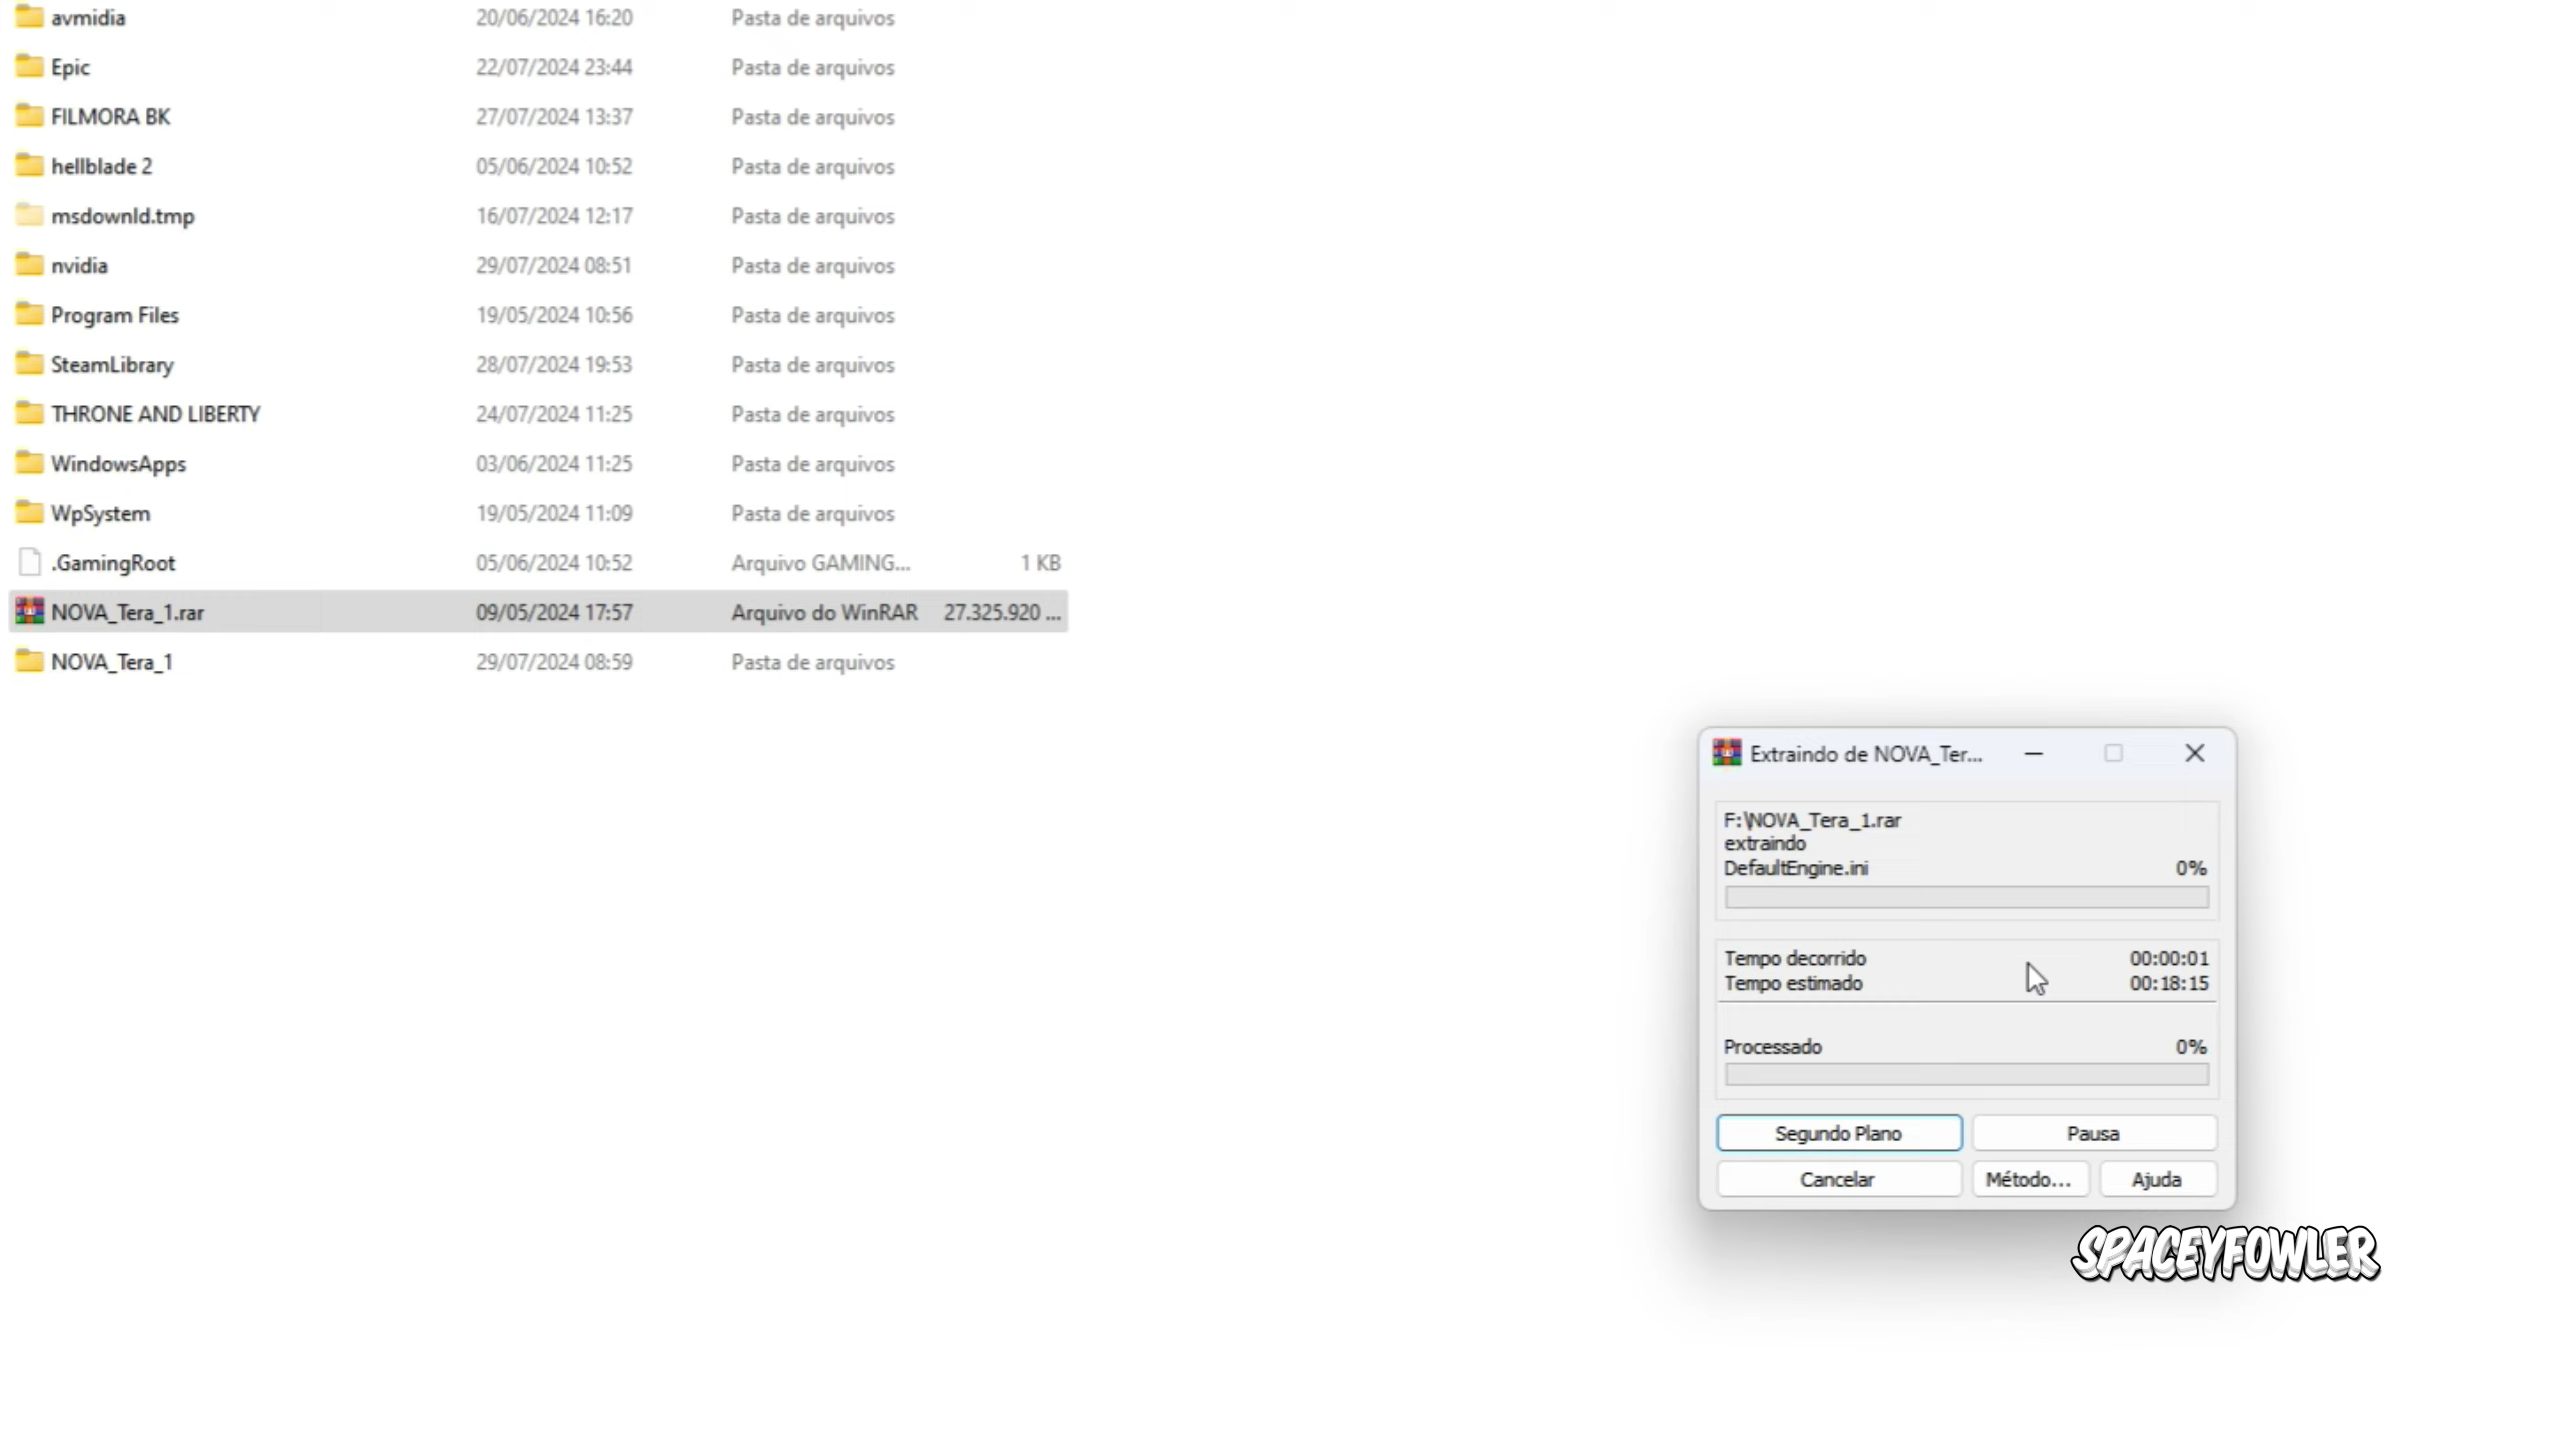 avmidia 20/06/2024 16:20 Pasta de arquivos
Epic 22/07/2024 23:44 Pasta de arquivos
FILMORA BK 27/07/2024 13:37 Pasta de arquivos
hellblade 2 05/06/2024 10:52 Pasta de arquivos
msdownld.tmp 16/07/2024 12:17 Pasta de arquivos
nvidia 29/07/2024 08:51 Pasta de arquivos
Program Files 19/05/2024 10:56 Pasta de arquivos
SteamLibrary 28/07/2024 19:53 Pasta de arquivos
THRONE AND LIBERTY 24/07/2024 11:25 Pasta de arquivos
WindowsApps 03/06/2024 11:25 Pasta de arquivos
WpSystem 19/05/2024 11:09 Pasta de arquivos
.GamingRoot 05/06/2024 10:52 Arquivo GAMING... 1 KB
NOVA_Tera_1.rar 09/05/2024 17:57 Arquivo do WinRAR 27.325.920 ...
NOVA_Tera_1 29/07/2024 08:59 Pasta de arquivos
Extraindo de NOVA_Ter...
F:\NOVA_Tera_1.rar
extraindo
DefaultEngine.ini 0%
Tempo decorrido 00:00:01
Tempo estimado 00:18:15
Processado 0%
Segundo Plano Pausa
Cancelar Método... Ajuda
SPACEYFOWLER